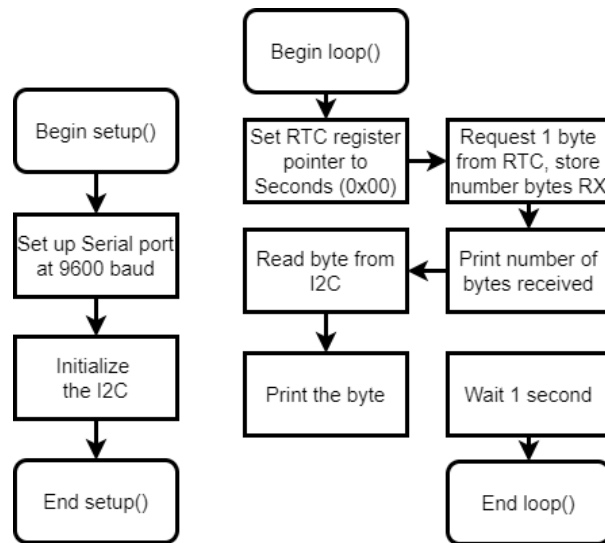 Begin setup()
Set up Serial port
at 9600 baud
Initialize
the I2C
End setup()
Begin loop()
Set RTC register
pointer to
Seconds (0x00)
Request 1 byte
from RTC, store
number bytes RX
Print number of
bytes received
Read byte from
I2C
Print the byte
Wait 1 second
End loop()